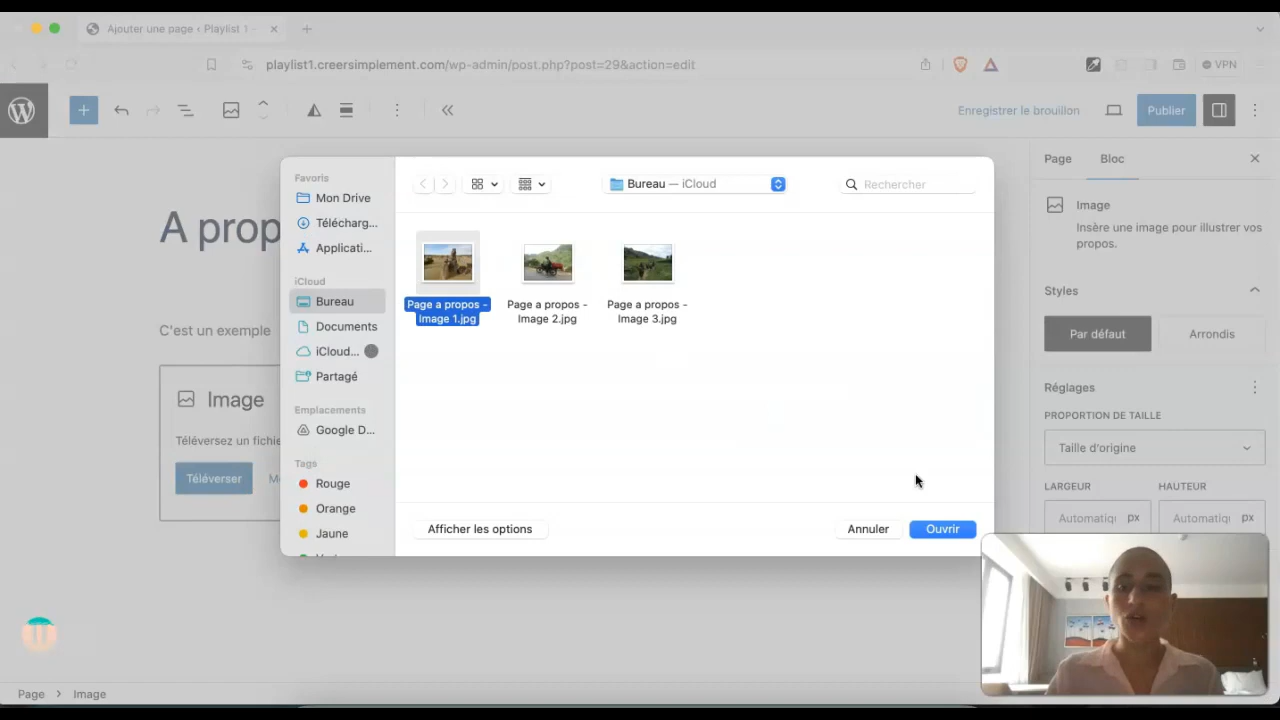 Ajouter une page ‹ Playlist 1 -
playlist1.creersimplement.com/wp-admin/post.php?post=29&action=edit
VPN
Enregistrer le brouillon
Publier
A prop
C'est un exemple
Image
Téléversez un fichie
Téléverser
Favoris
Mon Drive
Télécharg...
Applicati...
iCloud
Bureau
Documents
iCloud...
Partagé
Emplacements
Google D...
Tags
Rouge
Orange
Jaune
Bureau — iCloud
Rechercher
Page a propos -
Image 1.jpg
Page a propos -
Image 2.jpg
Page a propos -
Image 3.jpg
Afficher les options
Annuler
Ouvrir
Page
Bloc
Image
Insère une image pour illustrer vos
propos.
Styles
Par défaut
Arrondis
Réglages
PROPORTION DE TAILLE
Taille d'origine
LARGEUR
HAUTEUR
Automatiq px
Automatiq px
Page > Image